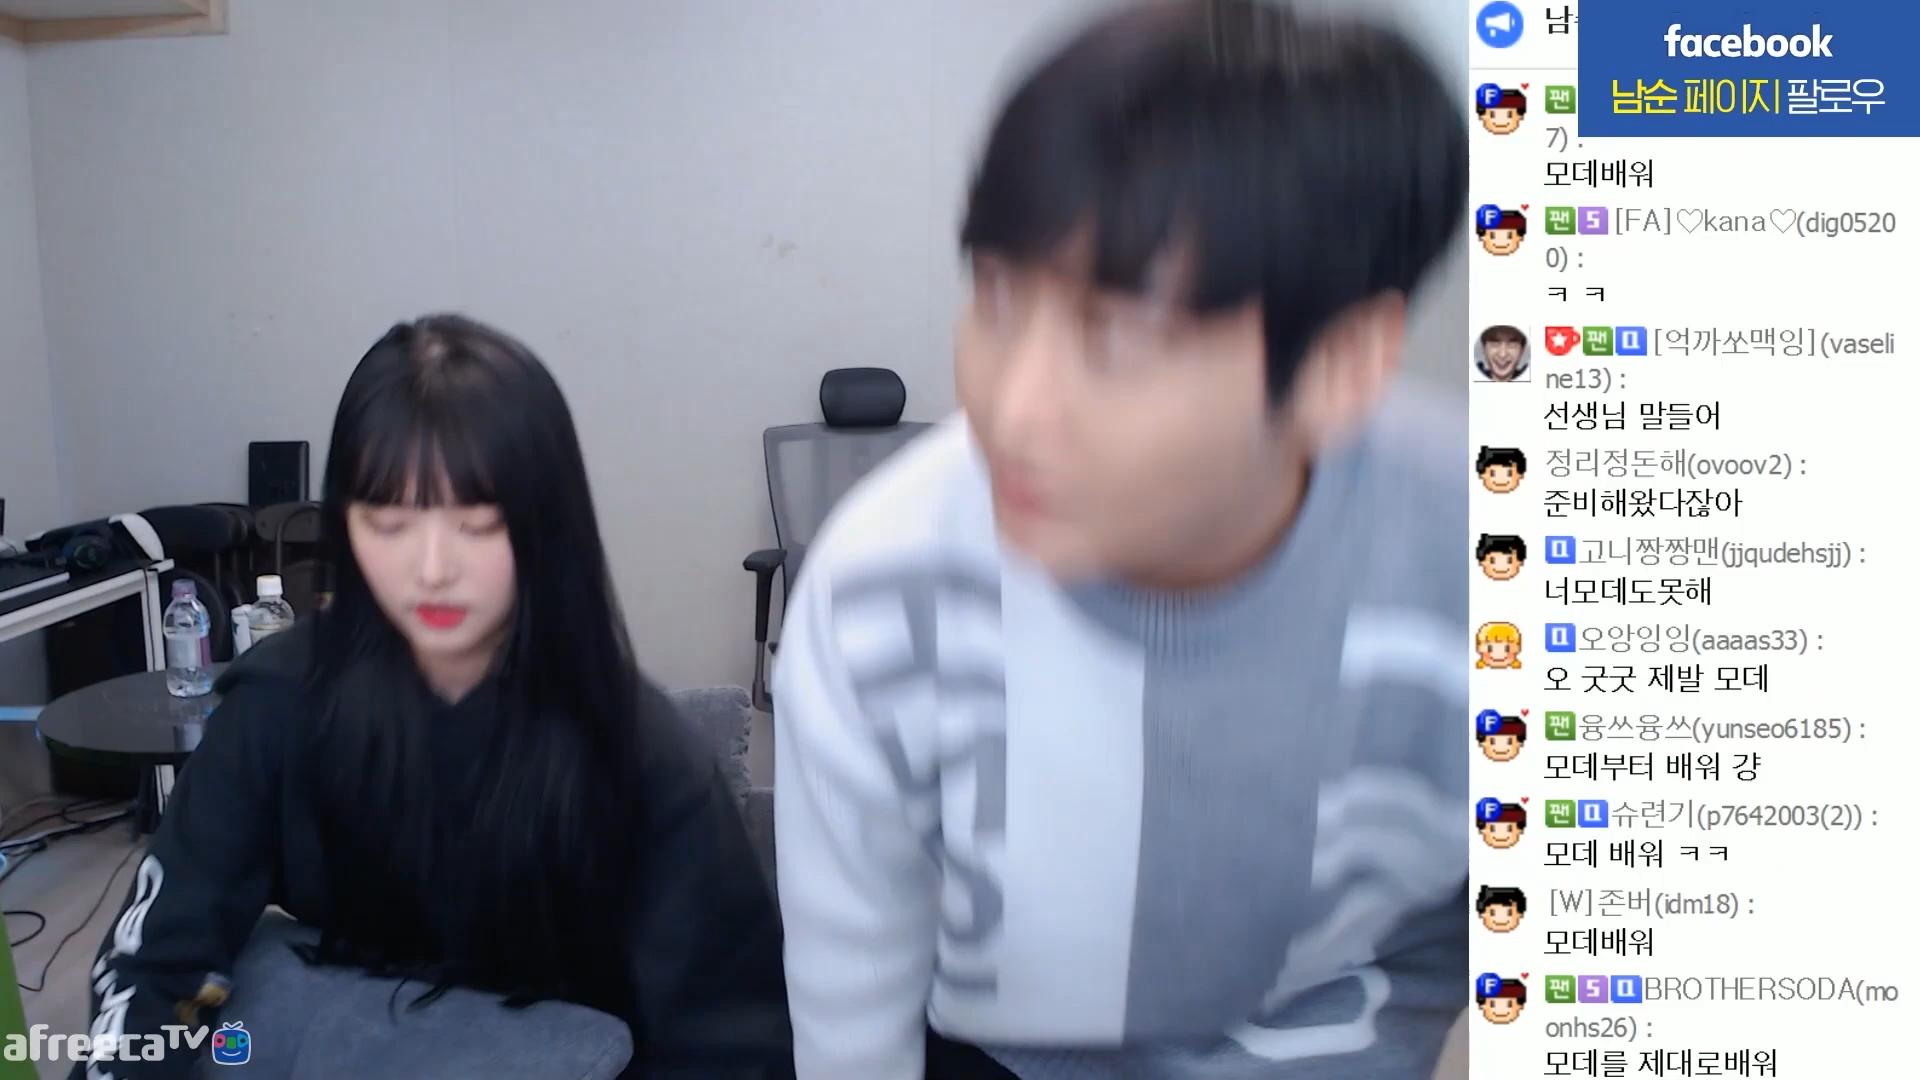 남
facebook
남순 페이지 팔로우
팬
7) :
모데배워
팬 S [FA]♡kana♡(dig0520
0) :
ㅋ ㅋ
팬 [억까쏘맥잉](vaseli
ne13) :
선생님 말들어
정리정돈해(ovoov2) :
준비해왔다잖아
고니짱짱맨(jjqudehsjj) :
너모데도못해
오앙잉잉(aaaas33) :
오 굿굿 제발 모데
팬 융쓰융쓰(yunseo6185) :
모데부터 배워 걍
팬 슈련기(p7642003(2)) :
모데 배워 ㅋㅋ
[W]존버(idm18) :
모데배워
팬 S BROTHERSODA(mo
onhs26) :
모데를 제대로배워
afreecaTV